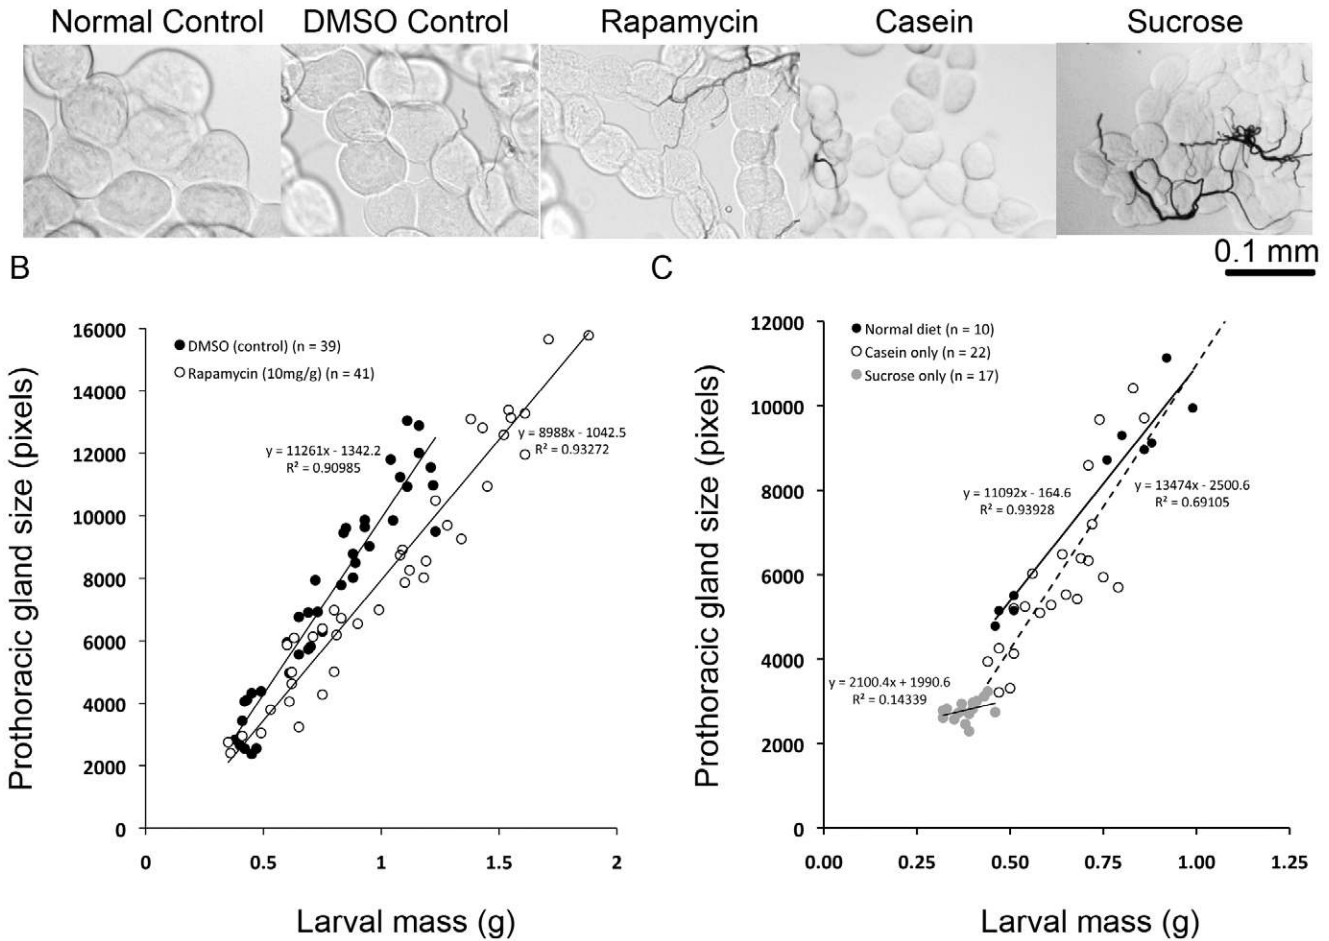 Normal Control DMSO Control Rapamycin Casein Sucrose
0.1 mm
B
Prothoracic gland size (pixels)
16000
14000
12000
10000
8000
6000
4000
2000
0
DMSO (control) (n = 39)
Rapamycin (10mg/g) (n = 41)
y = 11261x - 1342.2
R² = 0.90985
y = 8988x - 1042.5
R² = 0.93272
0 0.5 1 1.5 2
Larval mass (g)
C
Prothoracic gland size (pixels)
12000
10000
8000
6000
4000
2000
0
Normal diet (n = 10)
Casein only (n = 22)
Sucrose only (n = 17)
y = 11092x - 164.6
R² = 0.93928
y = 13474x - 2500.6
R² = 0.69105
y = 2100.4x + 1990.6
R² = 0.14339
0.00 0.25 0.50 0.75 1.00 1.25
Larval mass (g)